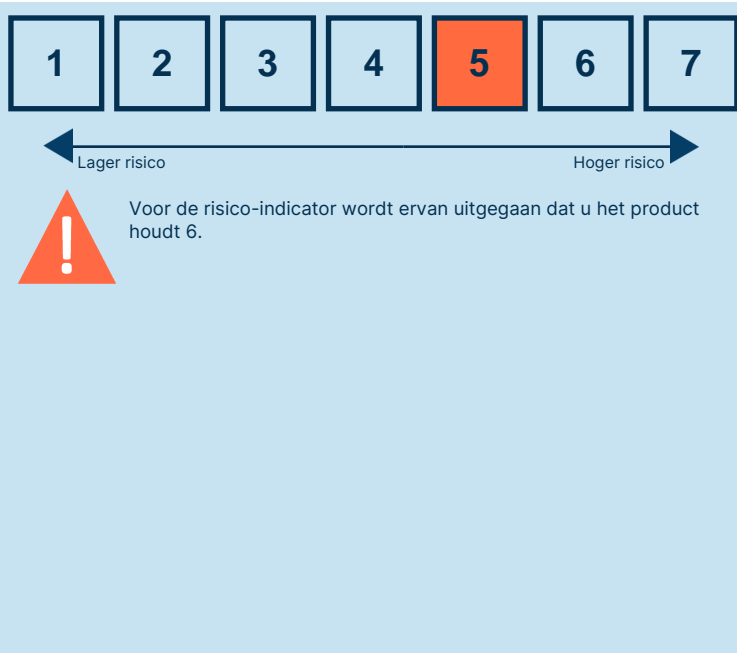 1 2 3 4 5 6 7
Lager risico Hoger risico
!
Voor de risico-indicator wordt ervan uitgegaan dat u het product
houdt 6.